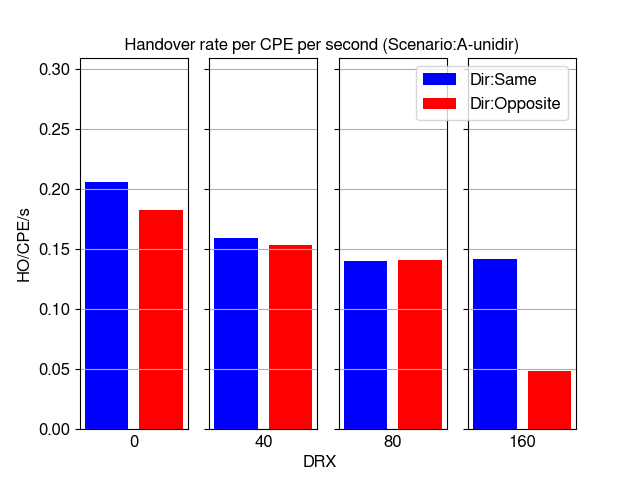 Handover rate per CPE per second (Scenario:A-unidir)
Dir:Same
Dir:Opposite
HO/CPE/s
0.30
0.25
0.20
0.15
0.10
0.05
0.00
0 40 80 160
DRX